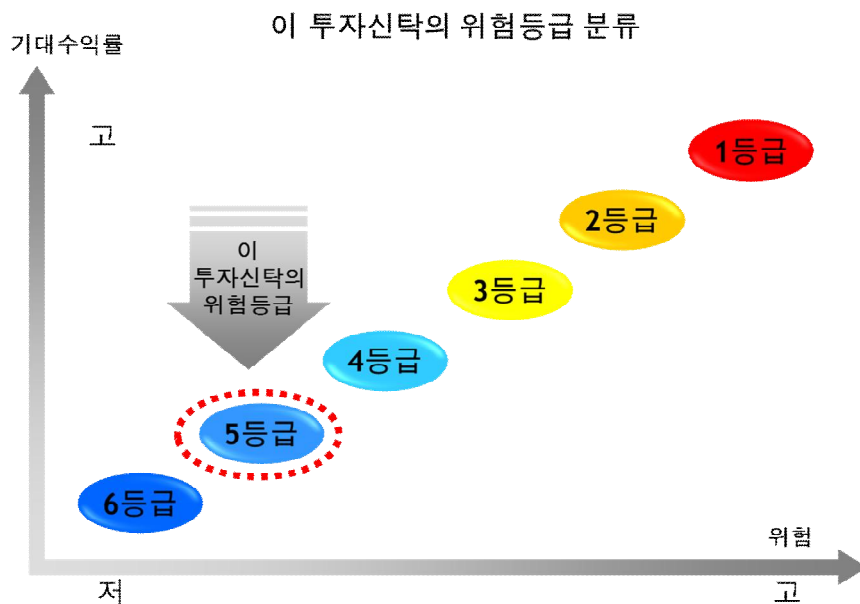 이 투자신탁의 위험등급 분류
기대수익률
고
1등급
2등급
이
투자신탁의
위험등급
3등급
4등급
5등급
6등급
위험
저
고